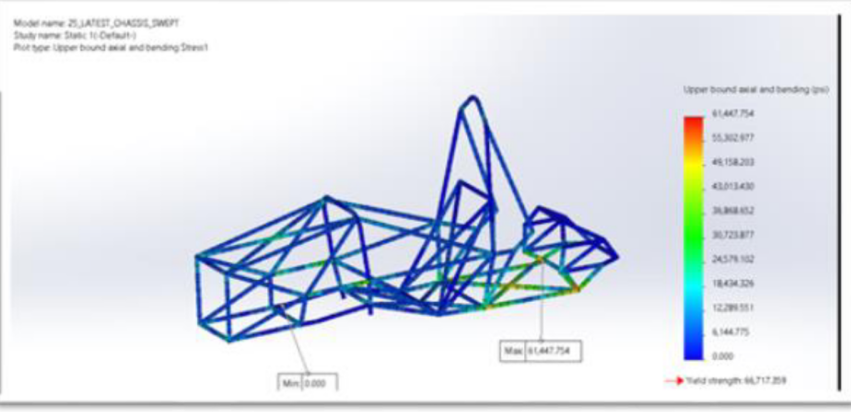 Model name: 25_LATEST_CHASSIS_SWEPT
Study name: Static 1(-Default-)
Plot type: Upper bound axial and bending Stress1
Upper bound axial and bending (psi)
61,447.754
55,302.977
49,158.203
43,013.430
36,868.652
30,723.877
24,579.102
18,434.326
12,289.551
6,144.775
0.000
Yield strength: 66,717.359
Max: 61,447.754
Min: 0.000